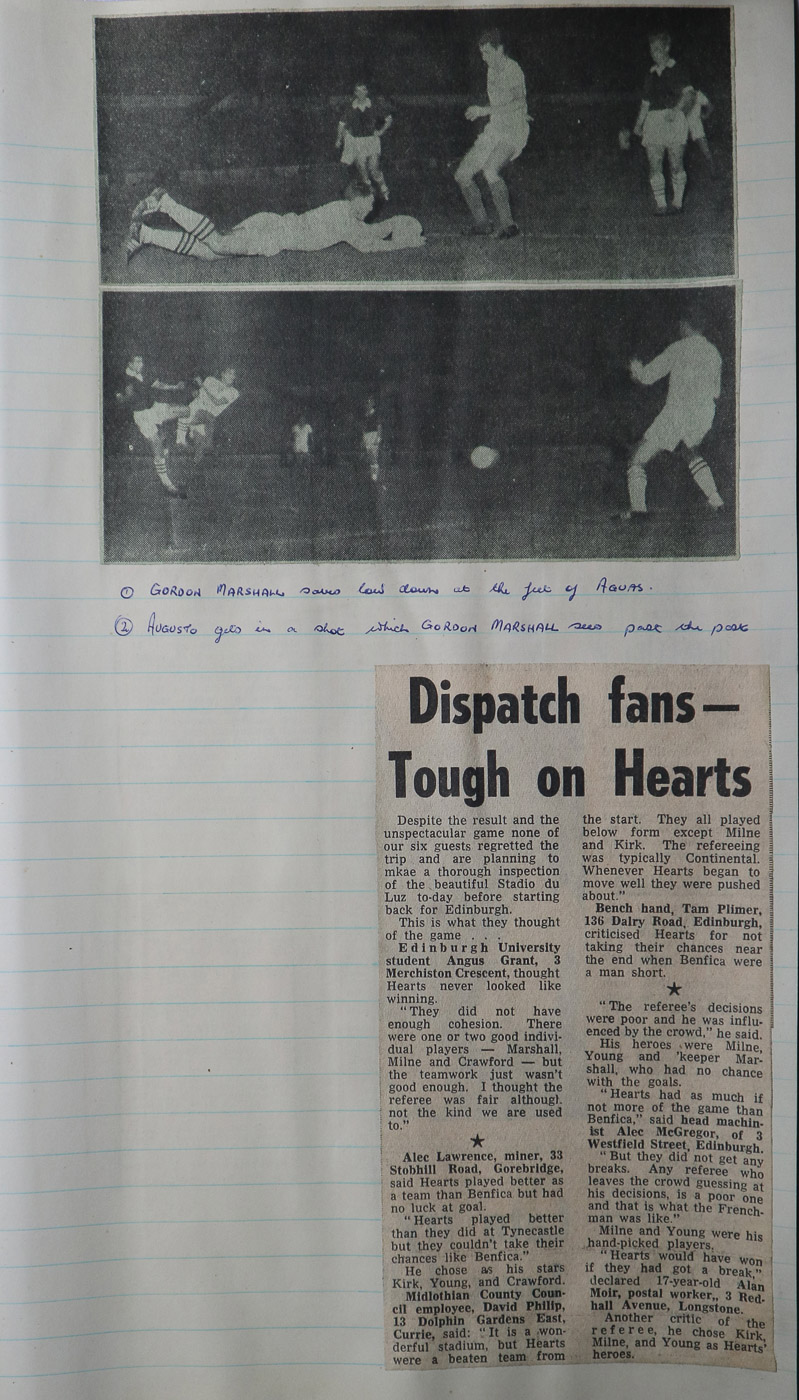 ① GORDON MARSHALL saves low down at the feet of AGUAS.
② AUGUSTO gets in a shot which GORDON MARSHALL sees past the post
Dispatch fans—
Tough on Hearts
Despite the result and the
unspectacular game none of
our six guests regretted the
trip and are planning to
mkae a thorough inspection
of the beautiful Stadio du
Luz to-day before starting
back for Edinburgh.
This is what they thought
of the game . . .
Edinburgh University
student Angus Grant, 3
Merchiston Crescent, thought
Hearts never looked like
winning.
"They did not have
enough cohesion. There
were one or two good indivi-
dual players — Marshall,
Milne and Crawford — but
the teamwork just wasn't
good enough. I thought the
referee was fair although
not the kind we are used
to."
★
Alec Lawrence, miner, 33
Stobhill Road, Gorebridge,
said Hearts played better as
a team than Benfica but had
no luck at goal.
"Hearts played better
than they did at Tynecastle
but they couldn't take their
chances like Benfica."
He chose as his stars
Kirk, Young, and Crawford.
Midlothian County Coun-
cil employee, David Philip,
13 Dolphin Gardens East,
Currie, said: "It is a won-
derful stadium, but Hearts
were a beaten team from
the start. They all played
below form except Milne
and Kirk. The refereeing
was typically Continental.
Whenever Hearts began to
move well they were pushed
about."
Bench hand, Tam Plimer,
136 Dalry Road, Edinburgh,
criticised Hearts for not
taking their chances near
the end when Benfica were
a man short.
★
"The referee's decisions
were poor and he was influ-
enced by the crowd," he said.
His heroes were Milne,
Young and 'keeper Mar-
shall, who had no chance
with the goals.
"Hearts had as much if
not more of the game than
Benfica," said head machin-
ist Alec McGregor, of 3
Westfield Street, Edinburgh.
"But they did not get any
breaks. Any referee who
leaves the crowd guessing at
his decisions, is a poor one
and that is what the French-
man was like."
Milne and Young were his
hand-picked players.
"Hearts would have won
if they had got a break,"
declared 17-year-old Alan
Moir, postal worker,, 3 Red-
hall Avenue, Longstone.
Another critic of the
referee, he chose Kirk,
Milne, and Young as Hearts'
heroes.